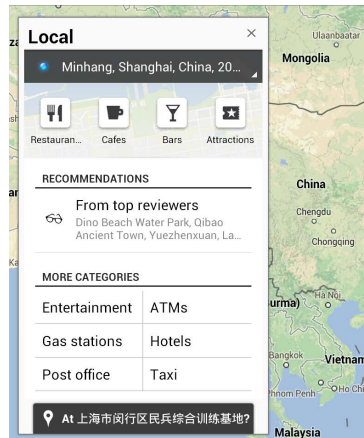 Local
×
Minhang, Shanghai, China, 20...
Restauran...
Cafes
Bars
Attractions
RECOMMENDATIONS
From top reviewers
Dino Beach Water Park, Qibao
Ancient Town, Yuezhenxuan, La...
MORE CATEGORIES
Entertainment
ATMs
Gas stations
Hotels
Post office
Taxi
At 上海市闵行区民兵综合训练基地?
Ulaanbaatar
Mongolia
China
Chengdu
Chongqing
urma)
Ha Noi
Bangkok
Vietnam
Phnom Penh
Ho Chi
Malaysia